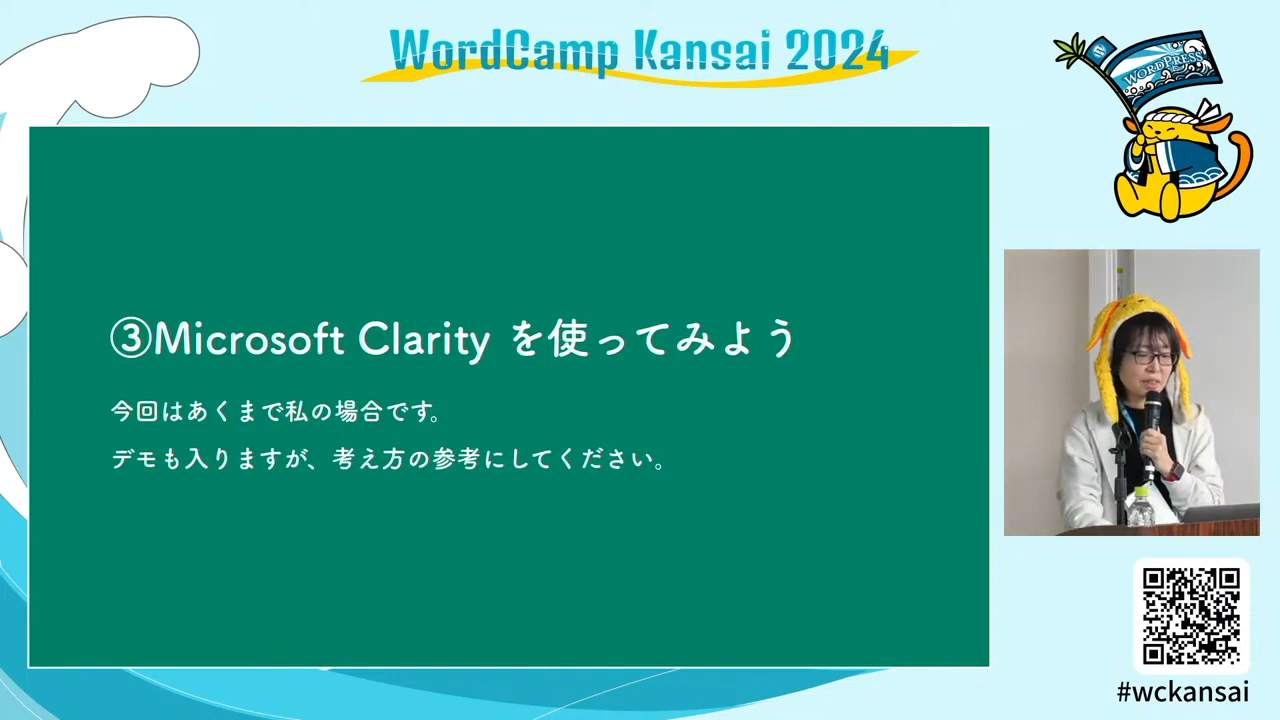 WordCamp Kansai 2024
WORDPRESS
W
③Microsoft Clarity を使ってみよう
今回はあくまで私の場合です。
デモも入りますが、考え方の参考にしてください。
#wckansai